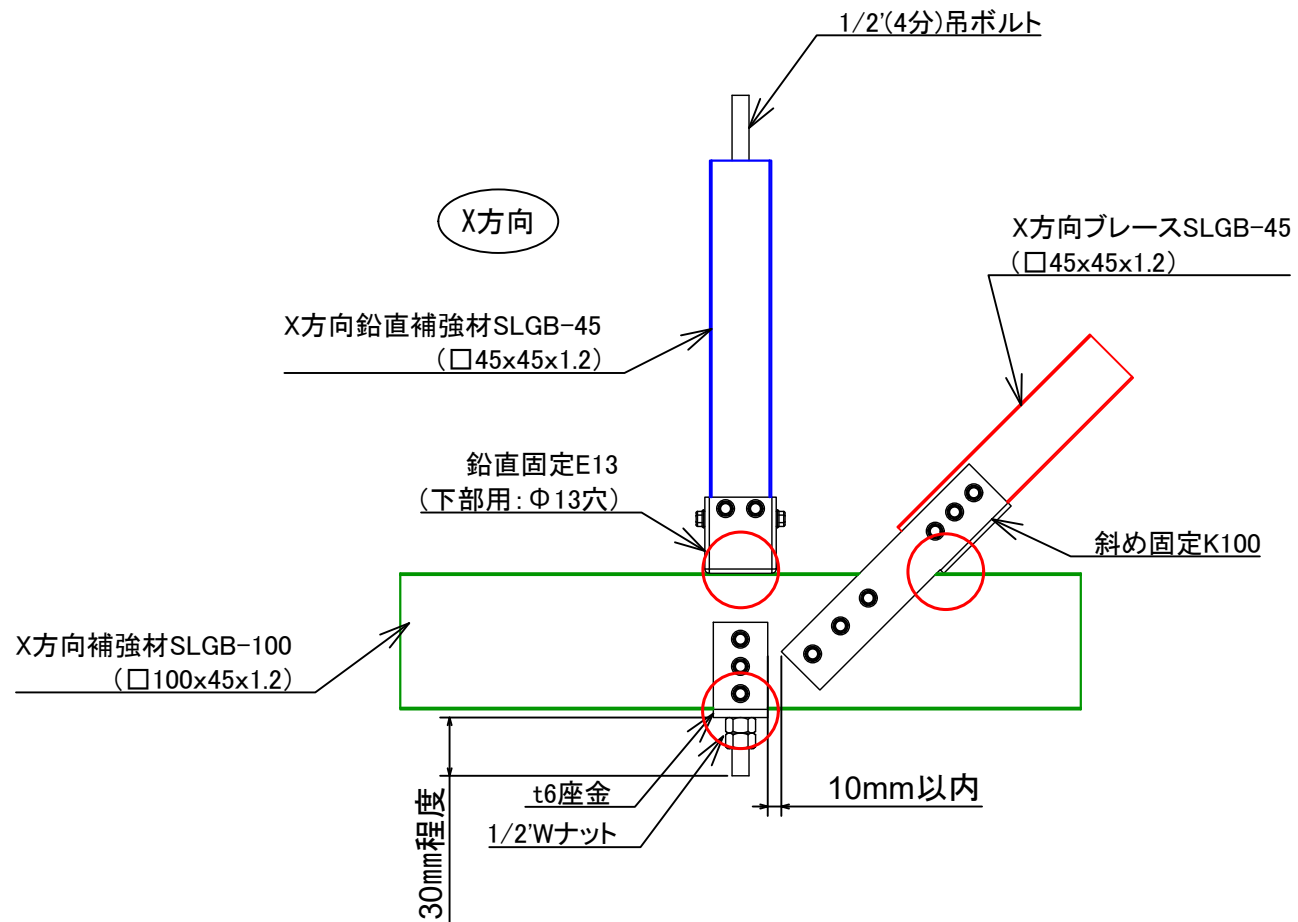 1/2'(4分)吊ボルト
X方向
X方向ブレースSLGB-45
(□45x45x1.2)
X方向鉛直補強材SLGB-45
(□45x45x1.2)
鉛直固定E13
(下部用:Φ13穴)
斜め固定K100
X方向補強材SLGB-100
(□100x45x1.2)
t6座金
10mm以内
1/2'Wナット
30㎜程度